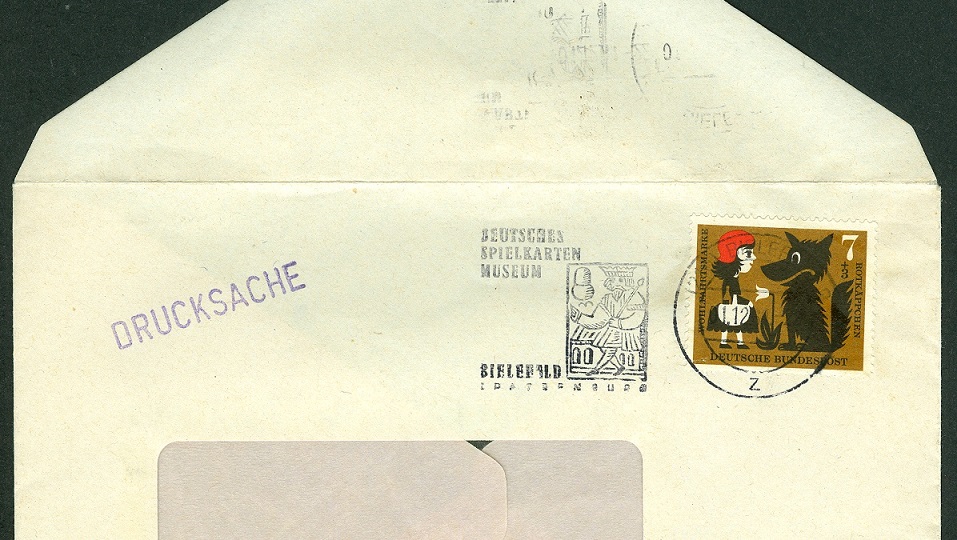 DEUTSCHES
SPIELKARTEN
MUSEUM
DRUCKSACHE
BIELEFELD
WOHLFAHRTSMARKE
7
+3
ROTKÄPPCHEN
DEUTSCHE BUNDESPOST
12
Z